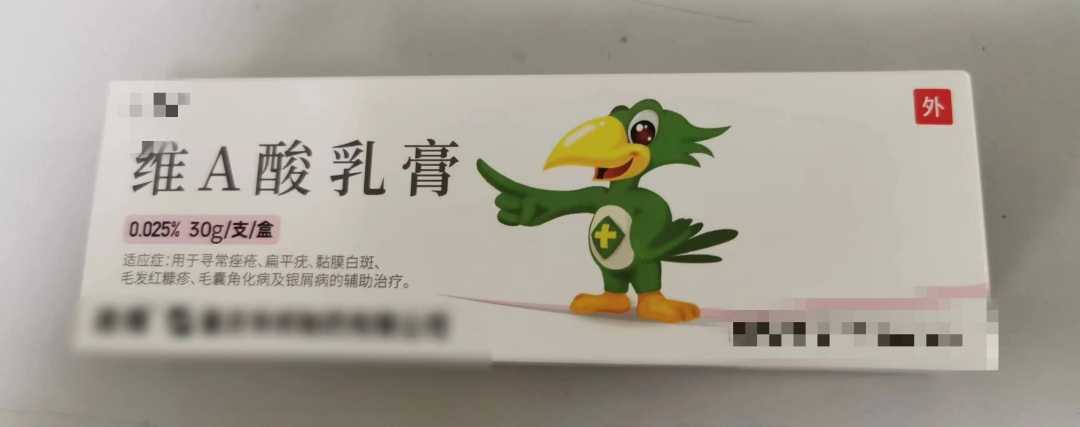 外
维A酸乳膏
0.025% 30g/支/盒
适应症:用于寻常痤疮、扁平疣、黏膜白斑、
毛发红糠疹、毛囊角化病及银屑病的辅助治疗。